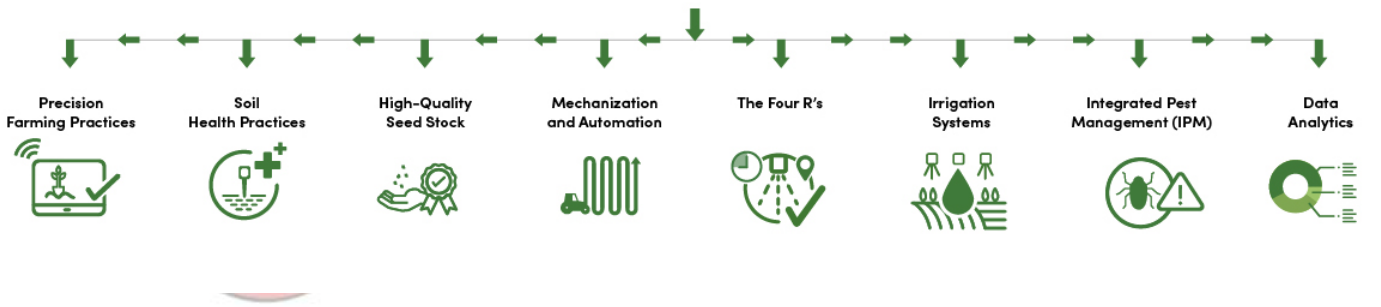 Precision
Farming Practices
Soil
Health Practices
High-Quality
Seed Stock
Mechanization
and Automation
The Four R's
Irrigation
Systems
Integrated Pest
Management (IPM)
Data
Analytics